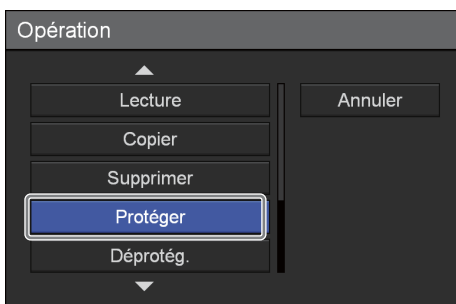 Opération
Lecture
Annuler
Copier
Supprimer
Protéger
Déprotég.